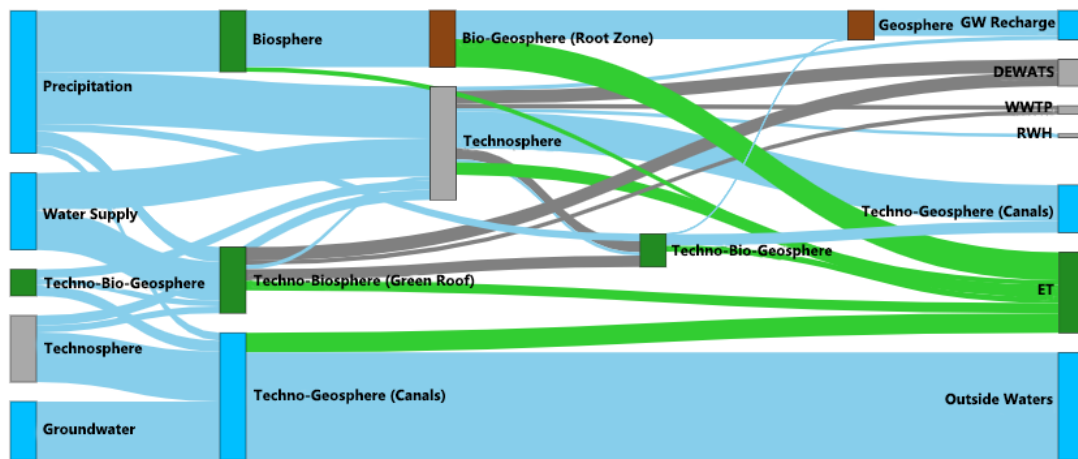 Precipitation
Water Supply
Techno-Bio-Geosphere
Technosphere
Groundwater
Biosphere
Techno-Biosphere (Green Roof)
Techno-Geosphere (Canals)
Bio-Geosphere (Root Zone)
Technosphere
Techno-Bio-Geosphere
Geosphere
GW Recharge
DEWATS
WWTP
RWH
Techno-Geosphere (Canals)
ET
Outside Waters